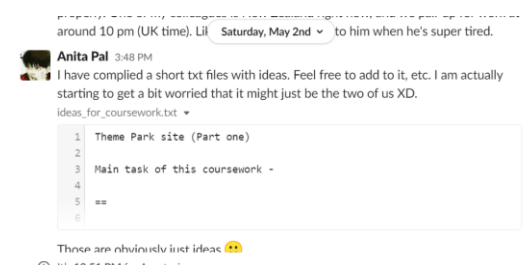 around 10 pm (UK time). Lil
Saturday, May 2nd
to him when he's super tired.
Anita Pal 3:48 PM
I have complied a short txt files with ideas. Feel free to add to it, etc. I am actually
starting to get a bit worried that it might just be the two of us XD.
ideas_for_coursework.txt
1 Theme Park site (Part one)
2
3 Main task of this coursework -
4
5 ==
6
Those are obviously just ideas